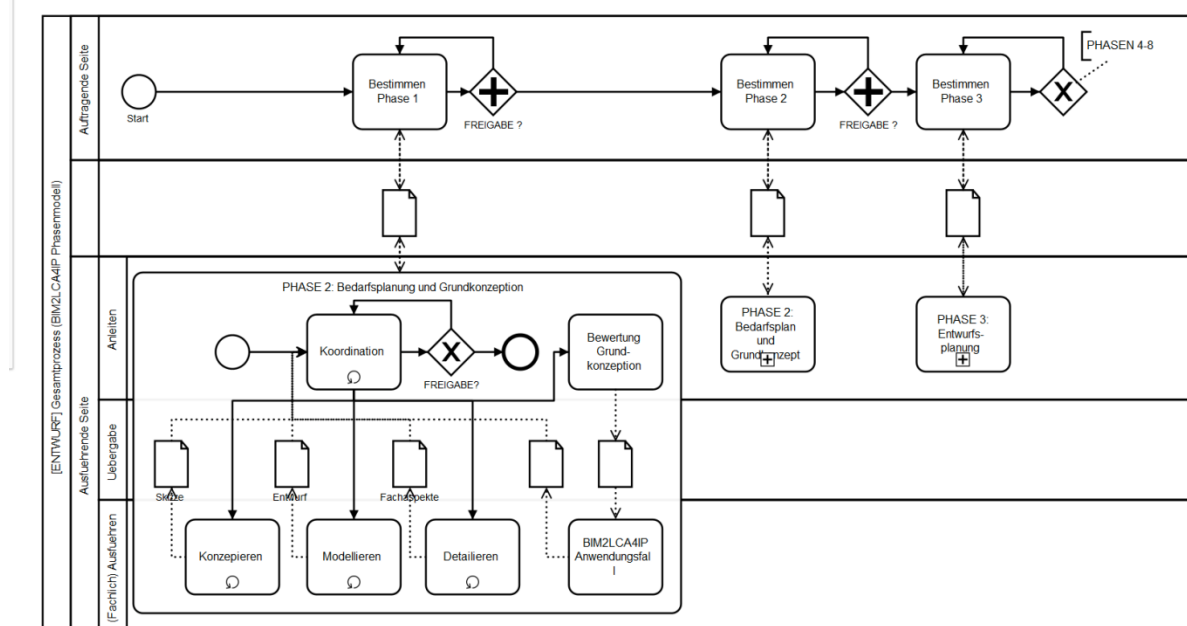 [ENTWURF] Gesamtprozess (BIM2LCA4IP Phasenmodell)
Auftragende Seite
Start
Bestimmen
Phase 1
FREIGABE ?
Bestimmen
Phase 2
FREIGABE ?
Bestimmen
Phase 3
PHASEN 4-8
Ausfuehrende Seite
Anleiten
PHASE 2: Bedarfsplanung und Grundkonzeption
Koordination
FREIGABE?
Bewertung
Grund-
konzeption
PHASE 2:
Bedarfsplan
und
Grundkonzept
PHASE 3:
Entwurfs-
planung
Uebergabe
Skizze
Entwurf
Fachaspekte
(Fachlich) Ausfuehren
Konzepieren
Modellieren
Detailieren
BIM2LCA4IP
Anwendungsfal
l